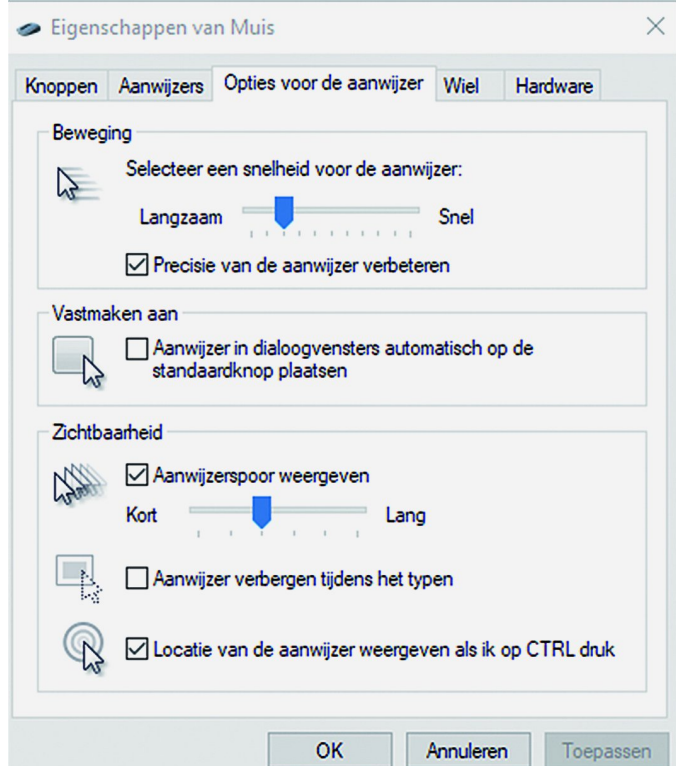 Eigenschappen van Muis
Knoppen Aanwijzers Opties voor de aanwijzer Wiel Hardware
Beweging
Selecteer een snelheid voor de aanwijzer:
Langzaam Snel
Precisie van de aanwijzer verbeteren
Vastmaken aan
Aanwijzer in dialoogvensters automatisch op de
standaardknop plaatsen
Zichtbaarheid
Aanwijzerspoor weergeven
Kort Lang
Aanwijzer verbergen tijdens het typen
Locatie van de aanwijzer weergeven als ik op CTRL druk
OK Annuleren Toepassen